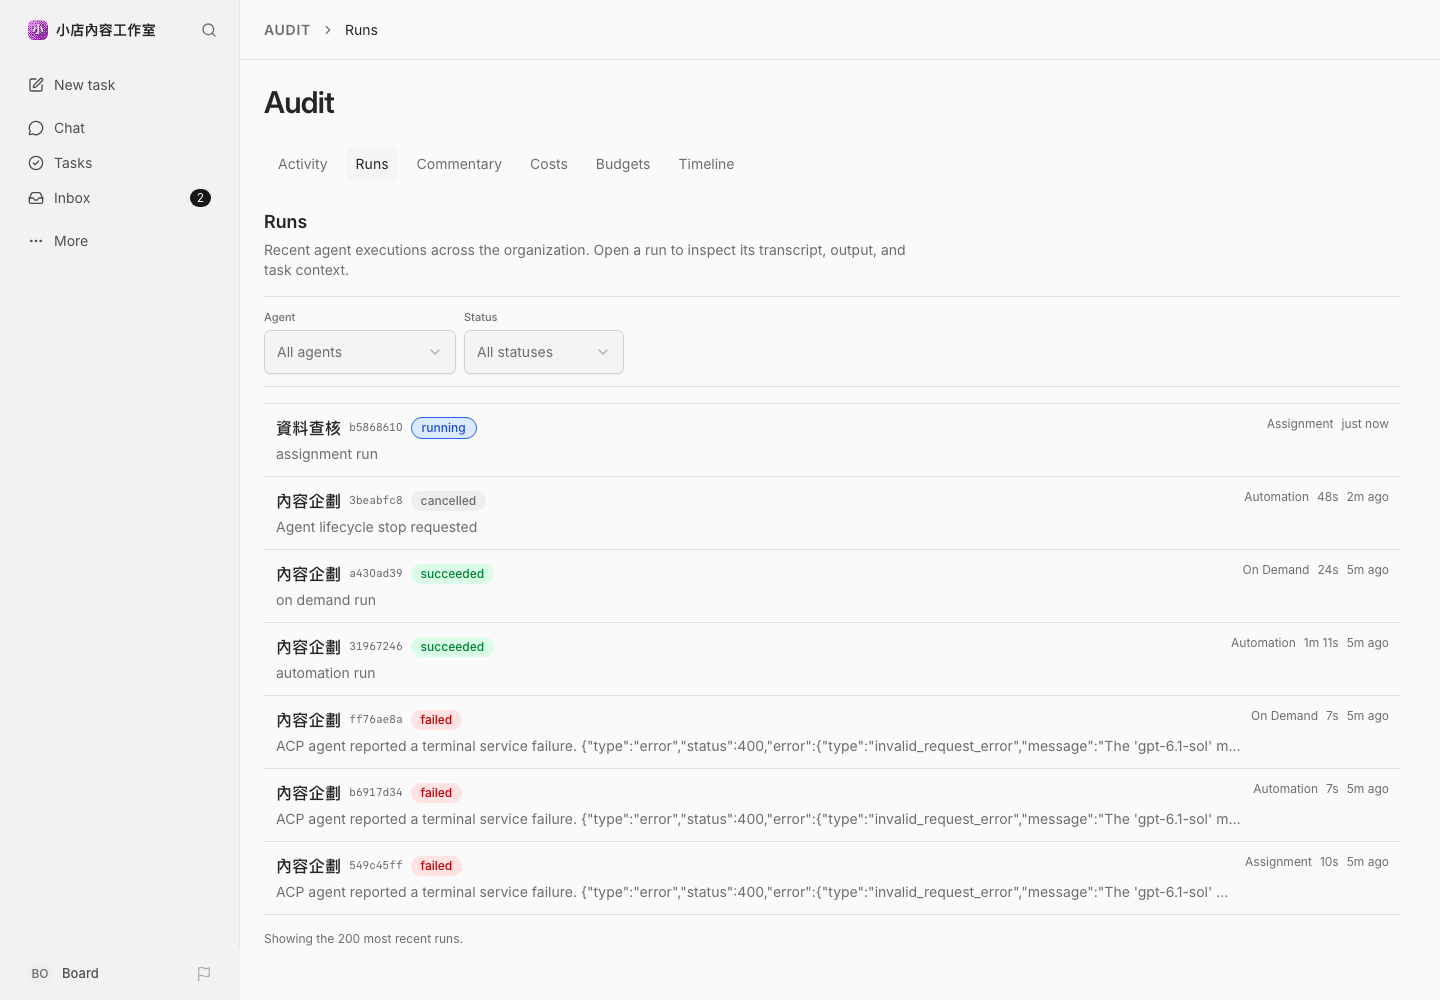 小店內容工作室
New task
Chat
Tasks
Inbox 2
More
BO Board
AUDIT > Runs
Audit
Activity Runs Commentary Costs Budgets Timeline
Runs
Recent agent executions across the organization. Open a run to inspect its transcript, output, and
task context.
Agent Status
All agents All statuses
資料查核 b5868610 running Assignment just now
assignment run
內容企劃 3beabfc8 cancelled Automation 48s 2m ago
Agent lifecycle stop requested
內容企劃 a430ad39 succeeded On Demand 24s 5m ago
on demand run
內容企劃 31967246 succeeded Automation 1m 11s 5m ago
automation run
內容企劃 ff76ae8a failed On Demand 7s 5m ago
ACP agent reported a terminal service failure. {"type":"error","status":400,"error":{"type":"invalid_request_error","message":"The 'gpt-6.1-sol' m...
內容企劃 b6917d34 failed Automation 7s 5m ago
ACP agent reported a terminal service failure. {"type":"error","status":400,"error":{"type":"invalid_request_error","message":"The 'gpt-6.1-sol' m...
內容企劃 549c45ff failed Assignment 10s 5m ago
ACP agent reported a terminal service failure. {"type":"error","status":400,"error":{"type":"invalid_request_error","message":"The 'gpt-6.1-sol' ...
Showing the 200 most recent runs.